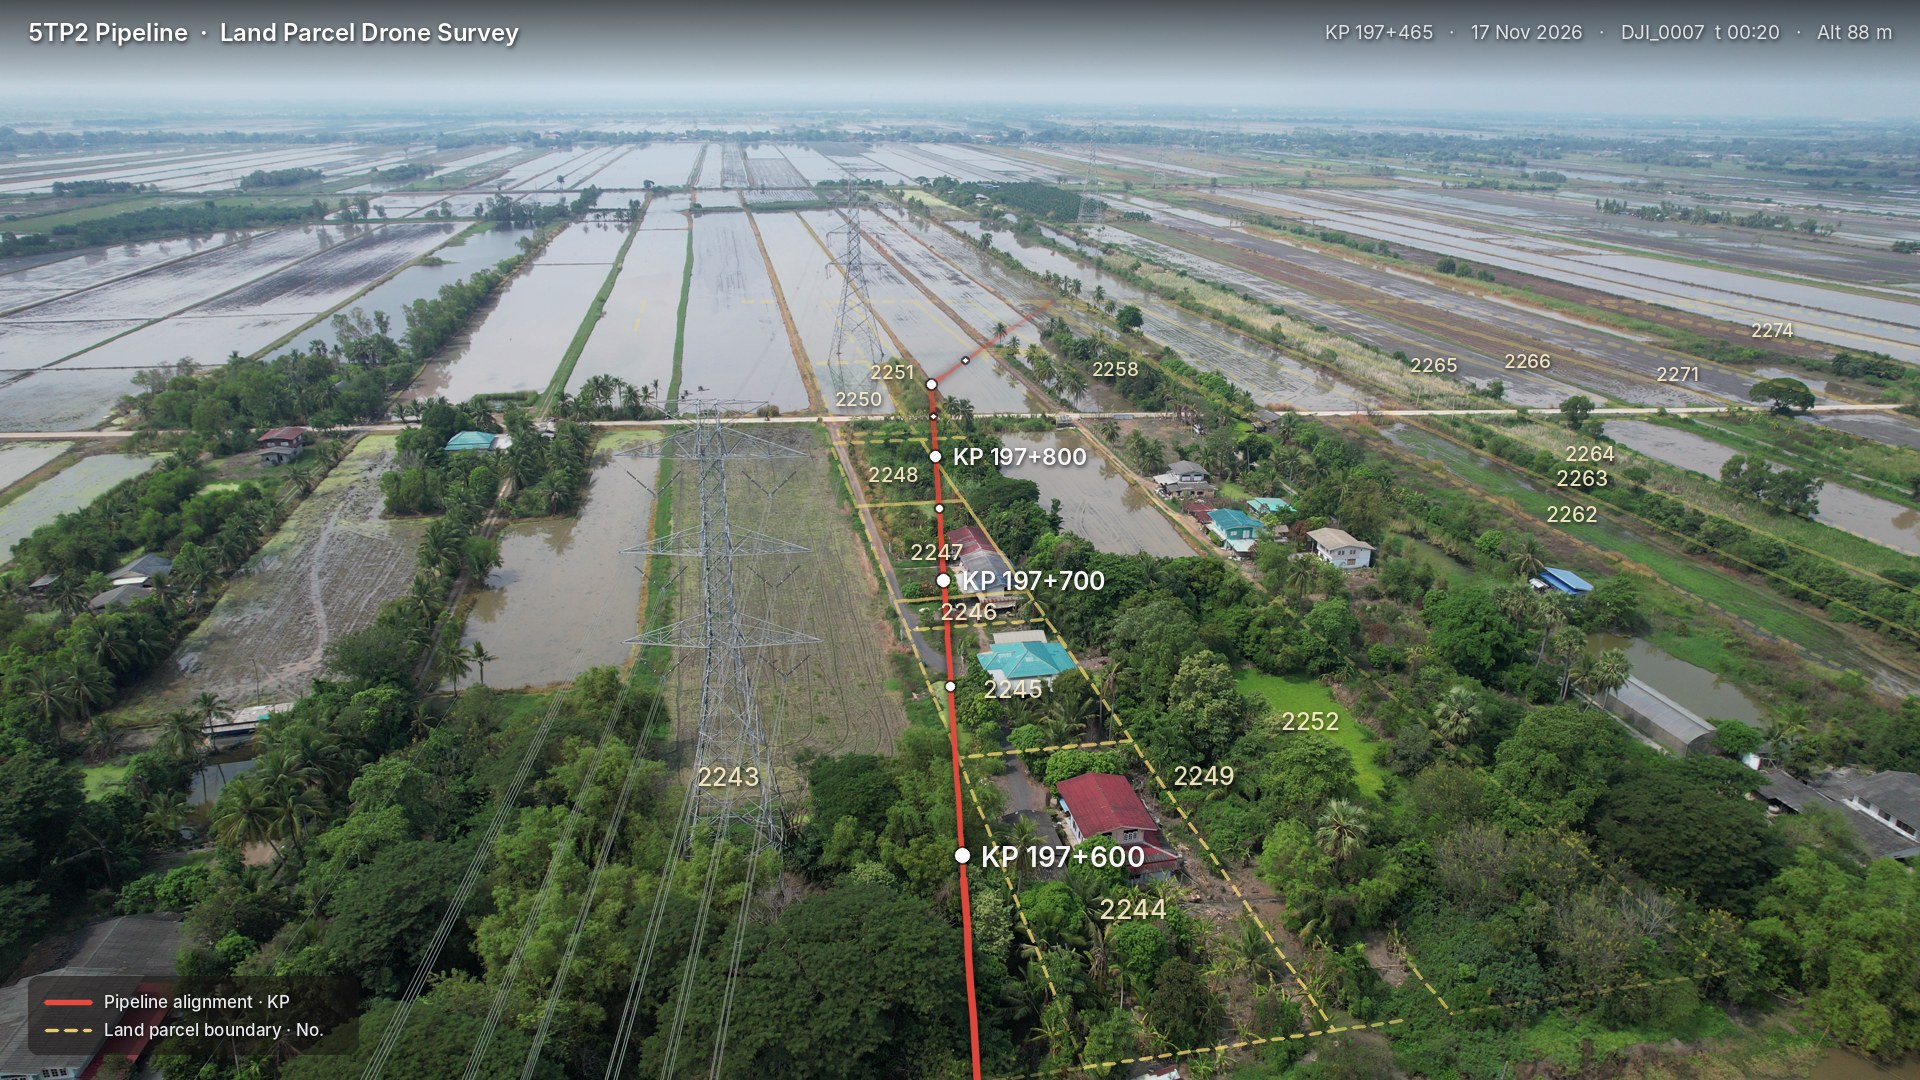 5TP2 Pipeline · Land Parcel Drone Survey
KP 197+465 · 17 Nov 2026 · DJI_0007 t 00:20 · Alt 88 m
2274
2251
2258
2265
2266
2271
2250
2248
KP 197+800
2264
2263
2262
2247
KP 197+700
2246
2245
2252
2243
2249
KP 197+600
2244
Pipeline alignment · KP
Land parcel boundary · No.